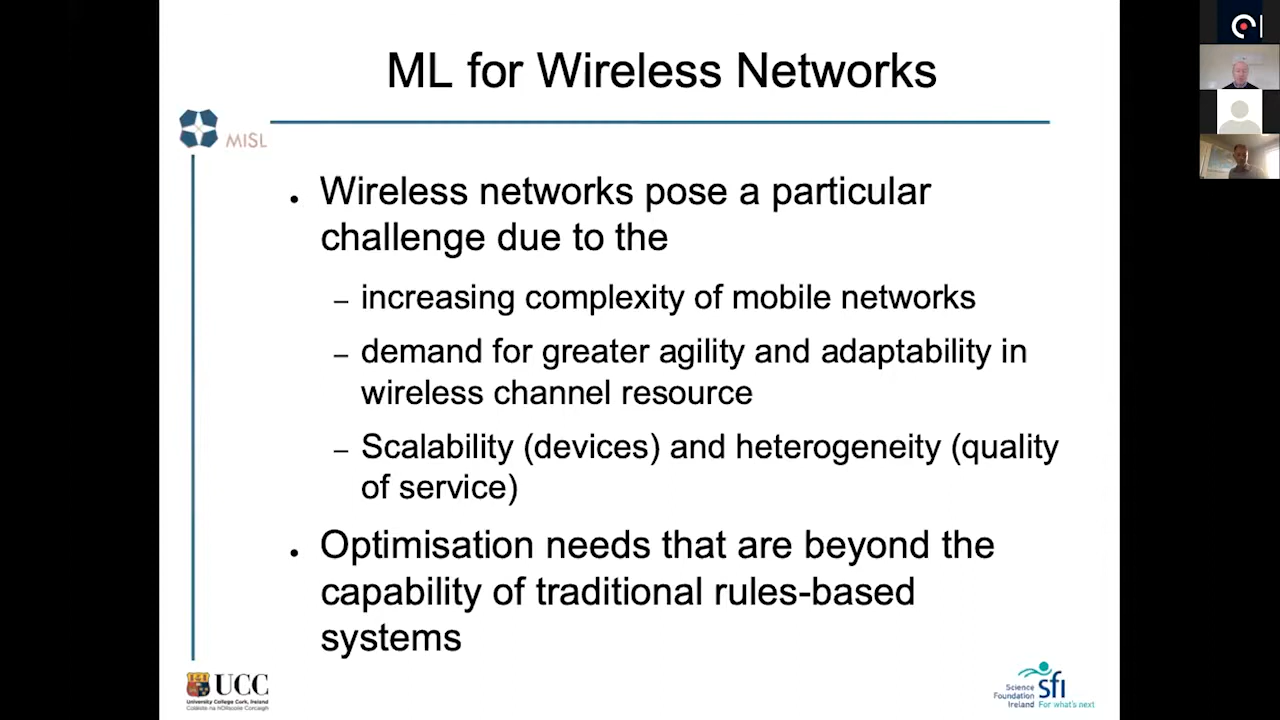 ML for Wireless Networks
MISL
• Wireless networks pose a particular
challenge due to the
– increasing complexity of mobile networks
– demand for greater agility and adaptability in
wireless channel resource
– Scalability (devices) and heterogeneity (quality
of service)
• Optimisation needs that are beyond the
capability of traditional rules-based
systems
UCC
University College Cork, Ireland
Coláiste na hOllscoile Corcaigh
Science
Foundation
Ireland
sfi
For what's next